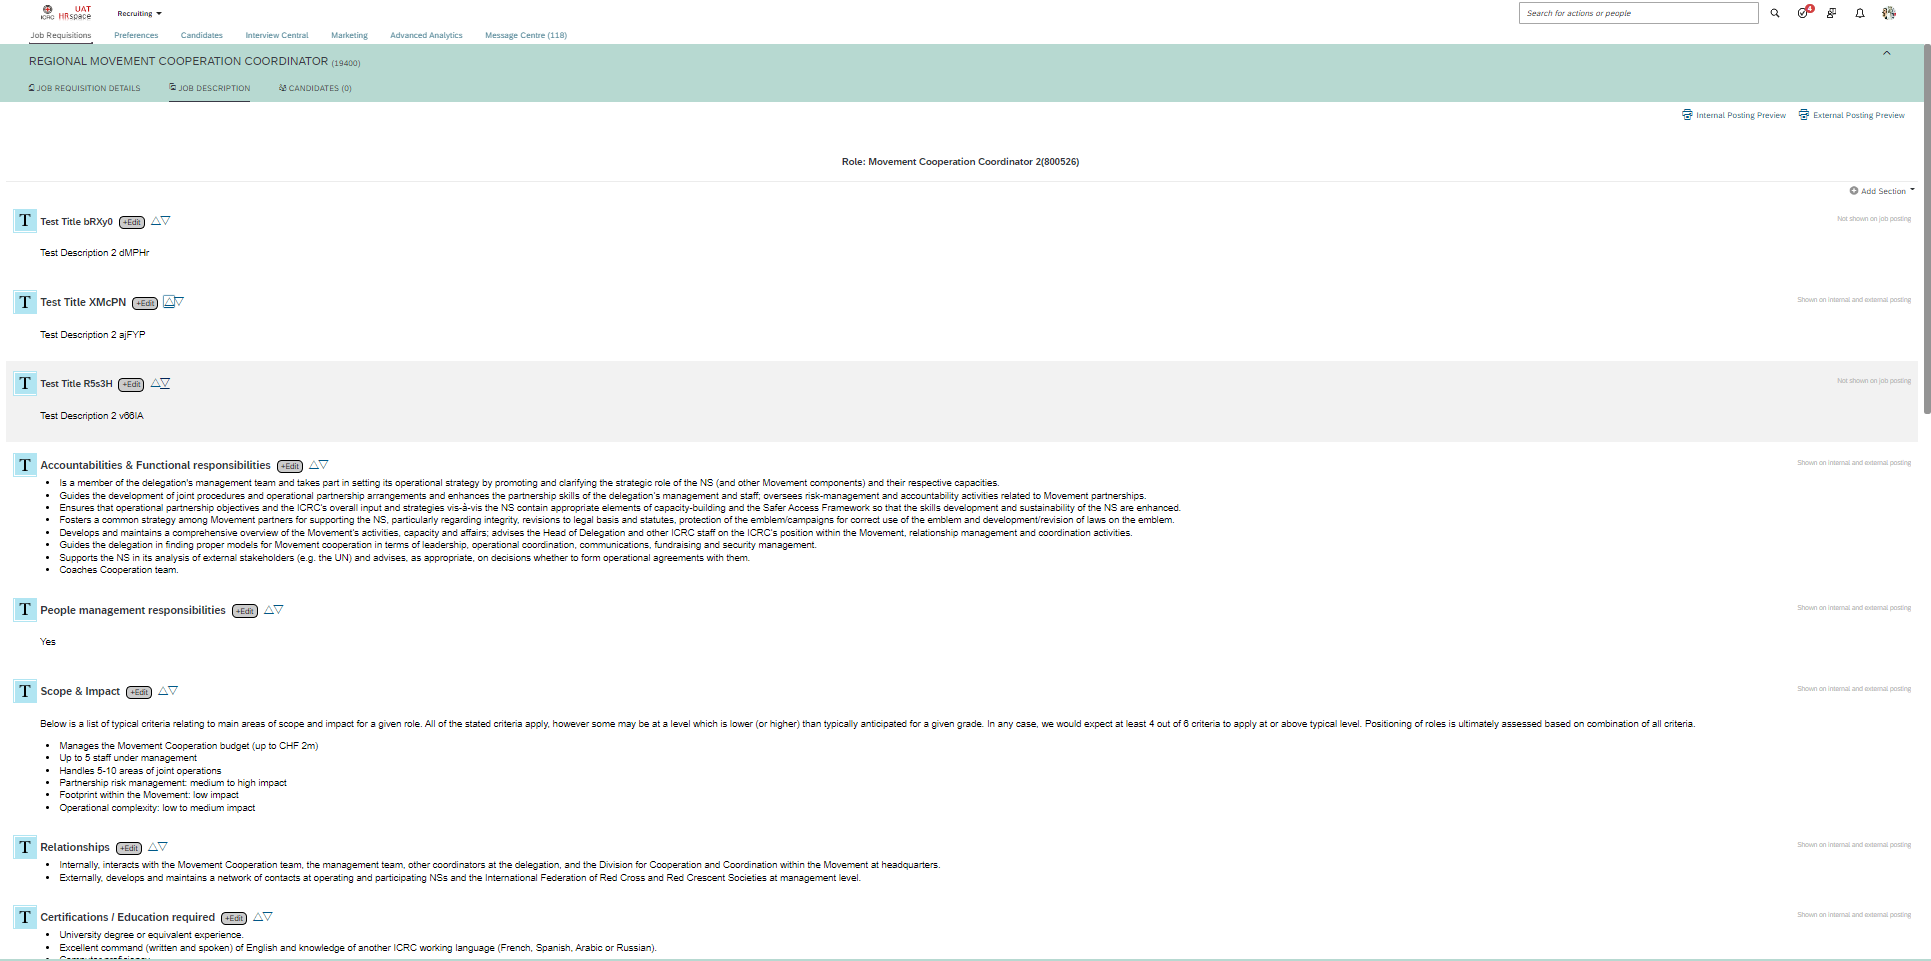 ICRC UAT HRspace Recruiting
Search for actions or people
4
Job Requisitions Preferences Candidates Interview Central Marketing Advanced Analytics Message Centre (118)
REGIONAL MOVEMENT COOPERATION COORDINATOR (19400)
JOB REQUISITION DETAILS JOB DESCRIPTION CANDIDATES (0)
Internal Posting Preview External Posting Preview
Role: Movement Cooperation Coordinator 2(800526)
Add Section
T Test Title bRXy0 +Edit Not shown on job posting
Test Description 2 dMPHr
T Test Title XMcPN +Edit Shown on internal and external posting
Test Description 2 ajFYP
T Test Title R5s3H +Edit Not shown on job posting
Test Description 2 v66IA
T Accountabilities & Functional responsibilities +Edit Shown on internal and external posting
• Is a member of the delegation's management team and takes part in setting its operational strategy by promoting and clarifying the strategic role of the NS (and other Movement components) and their respective capacities.
• Guides the development of joint procedures and operational partnership arrangements and enhances the partnership skills of the delegation's management and staff; oversees risk-management and accountability activities related to Movement partnerships.
• Ensures that operational partnership objectives and the ICRC's overall input and strategies vis-à-vis the NS contain appropriate elements of capacity-building and the Safer Access Framework so that the skills development and sustainability of the NS are enhanced.
• Fosters a common strategy among Movement partners for supporting the NS, particularly regarding integrity, revisions to legal basis and statutes, protection of the emblem/campaigns for correct use of the emblem and development/revision of laws on the emblem.
• Develops and maintains a comprehensive overview of the Movement's activities, capacity and affairs; advises the Head of Delegation and other ICRC staff on the ICRC's position within the Movement, relationship management and coordination activities.
• Guides the delegation in finding proper models for Movement cooperation in terms of leadership, operational coordination, communications, fundraising and security management.
• Supports the NS in its analysis of external stakeholders (e.g. the UN) and advises, as appropriate, on decisions whether to form operational agreements with them.
• Coaches Cooperation team.
T People management responsibilities +Edit Shown on internal and external posting
Yes
T Scope & Impact +Edit Shown on internal and external posting
Below is a list of typical criteria relating to main areas of scope and impact for a given role. All of the stated criteria apply, however some may be at a level which is lower (or higher) than typically anticipated for a given grade. In any case, we would expect at least 4 out of 6 criteria to apply at or above typical level. Positioning of roles is ultimately assessed based on combination of all criteria.
• Manages the Movement Cooperation budget (up to CHF 2m)
• Up to 5 staff under management
• Handles 5-10 areas of joint operations
• Partnership risk management: medium to high impact
• Footprint within the Movement: low impact
• Operational complexity: low to medium impact
T Relationships +Edit Shown on internal and external posting
• Internally, interacts with the Movement Cooperation team, the management team, other coordinators at the delegation, and the Division for Cooperation and Coordination within the Movement at headquarters.
• Externally, develops and maintains a network of contacts at operating and participating NSs and the International Federation of Red Cross and Red Crescent Societies at management level.
T Certifications / Education required +Edit Shown on internal and external posting
• University degree or equivalent experience.
• Excellent command (written and spoken) of English and knowledge of another ICRC working language (French, Spanish, Arabic or Russian).
• Computer proficiency.